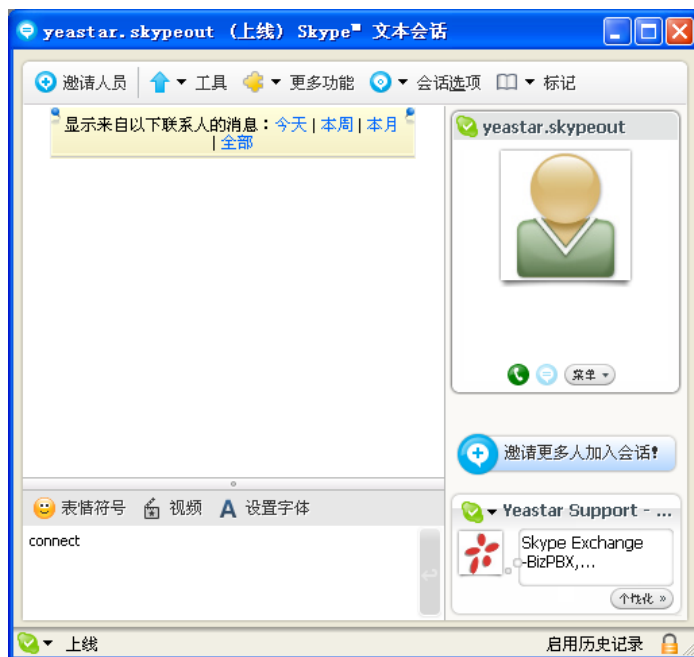 yeastar.skypeout (上线) Skype™ 文本会话
邀请人员 工具 更多功能 会话选项 标记
显示来自以下联系人的消息：今天 | 本周 | 本月
| 全部
yeastar.skypeout
菜单
邀请更多人加入会话!
表情符号 视频 A 设置字体
connect
Yeastar Support - ...
Skype Exchange
-BizPBX,...
个性化 »
上线 启用历史记录